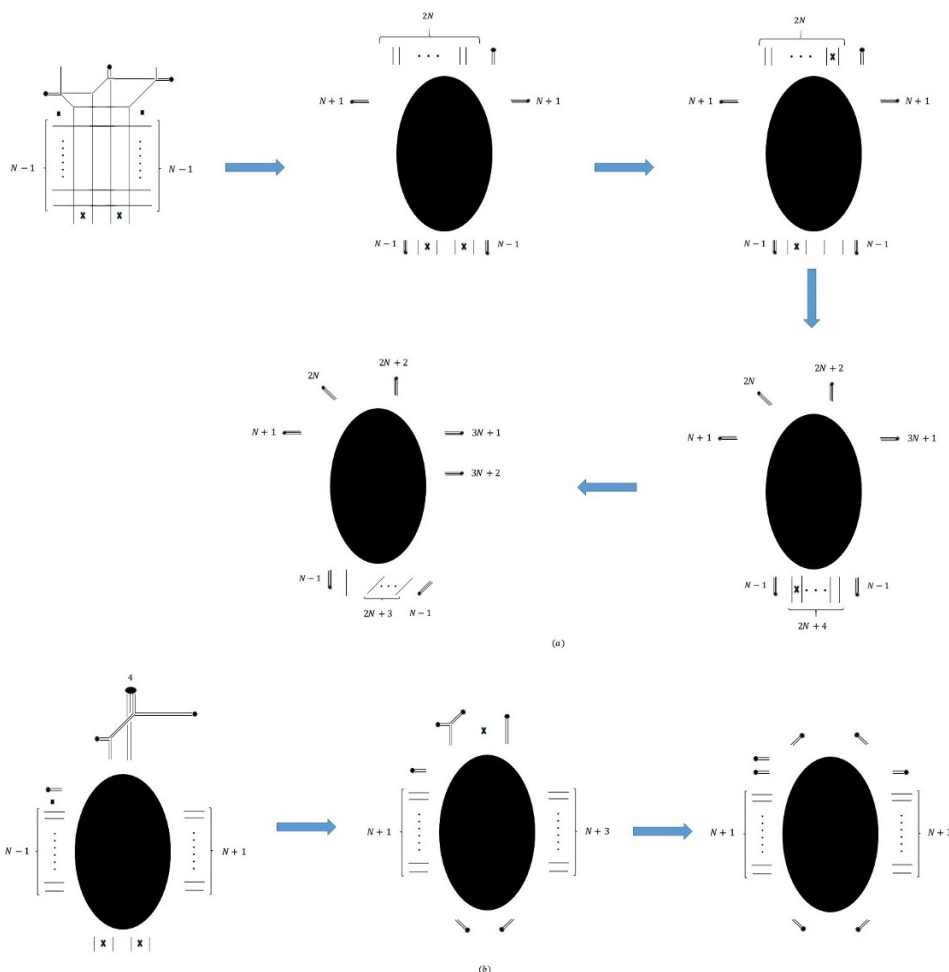 2N
2N
N + 1
N + 1
N + 1
N + 1
N − 1
N − 1
x
x
N − 1
x
x
N − 1
N − 1
x
N − 1
x
2N
2N + 2
2N
2N + 2
N + 1
3N + 1
3N + 2
N + 1
3N + 1
N − 1
2N + 3
N − 1
N − 1
x
N − 1
2N + 4
(a)
4
x
N − 1
N + 1
N + 1
N + 3
N + 1
x
x
(b)